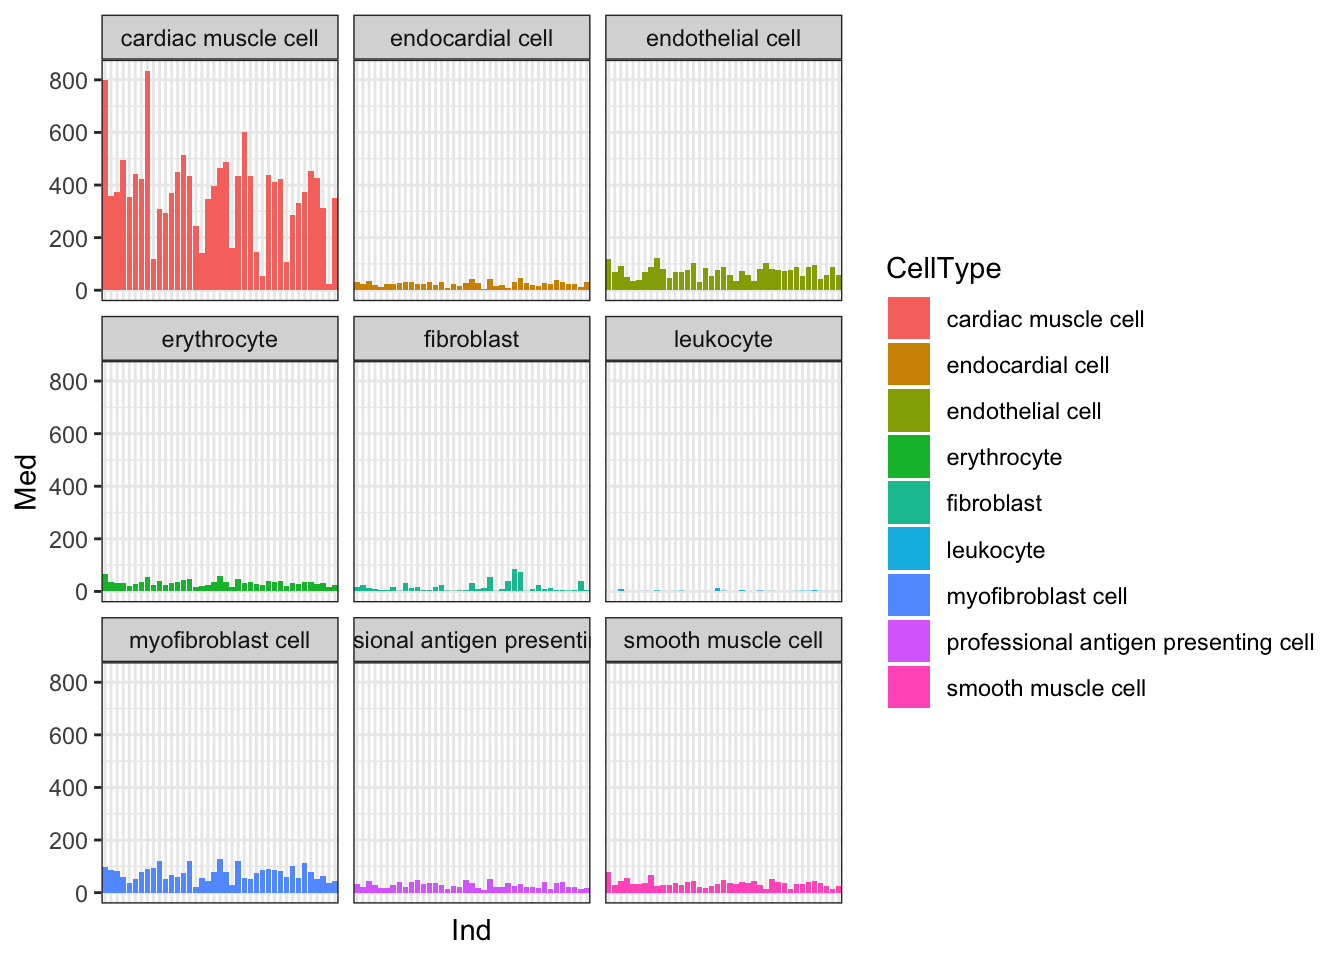 cardiac muscle cell
endocardial cell
endothelial cell
800
600
400
200
0
erythrocyte
fibroblast
leukocyte
800
600
400
200
0
myofibroblast cell
sional antigen presentin
smooth muscle cell
800
600
400
200
0
Med
Ind
CellType
cardiac muscle cell
endocardial cell
endothelial cell
erythrocyte
fibroblast
leukocyte
myofibroblast cell
professional antigen presenting cell
smooth muscle cell